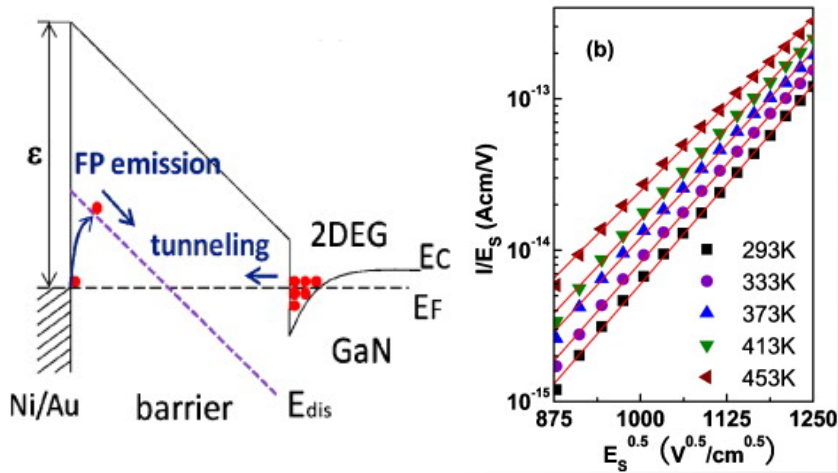 ε
FP emission
tunneling
2DEG
EC
EF
GaN
Ni/Au
barrier
Edis
(b)
I/ES (Acm/V)
10-13
10-14
10-15
293K
333K
373K
413K
453K
875
1000
1125
1250
ES0.5 (V0.5/cm0.5)